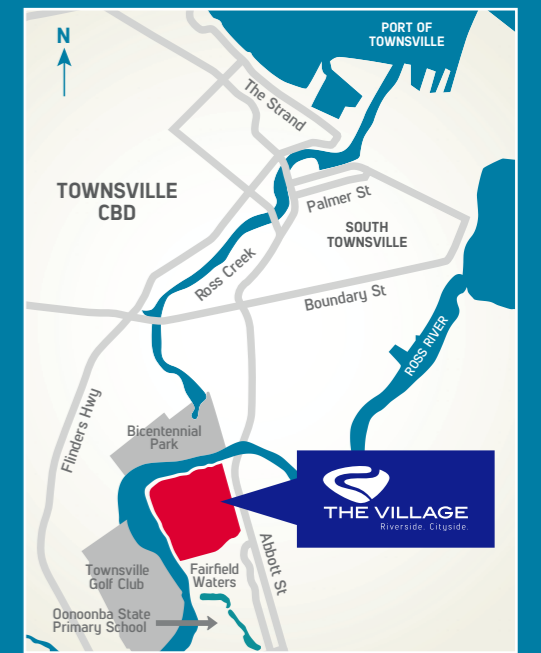 PORT OF
TOWNSVILLE
N
The Strand
TOWNSVILLE
CBD
Palmer St
SOUTH
TOWNSVILLE
Ross Creek
Boundary St
ROSS RIVER
Flinders Hwy
Bicentennial
Park
THE VILLAGE
Riverside. Cityside.
Abbott St
Townsville
Golf Club
Fairfield
Waters
Oonoonba State
Primary School